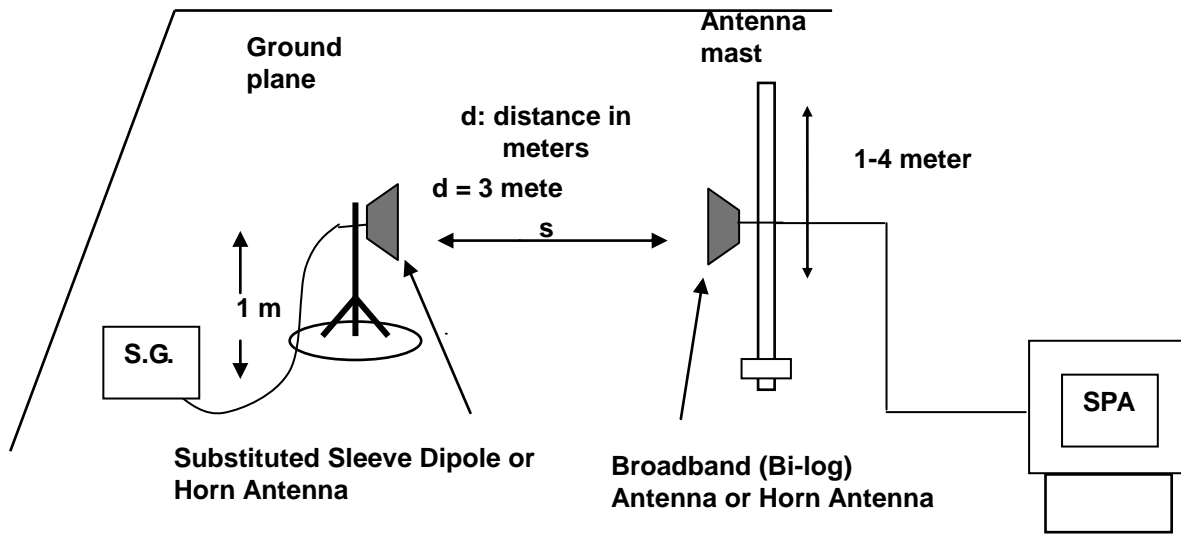 Ground
plane
Antenna
mast
d: distance in
meters
d = 3 mete
s
1-4 meter
1 m
S.G.
SPA
Substituted Sleeve Dipole or
Horn Antenna
Broadband (Bi-log)
Antenna or Horn Antenna